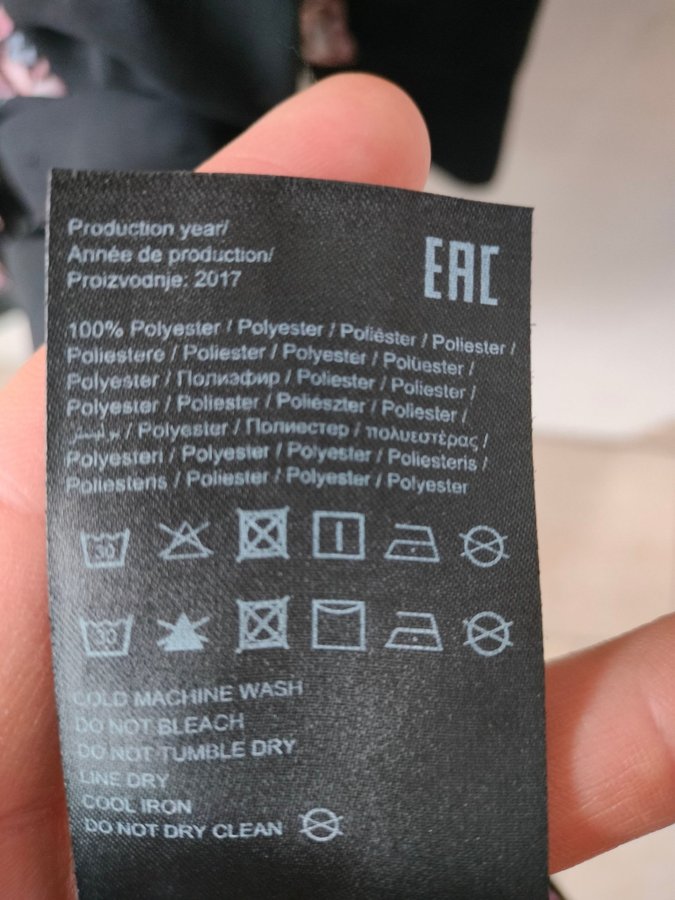 Production year/
Année de production/
Proizvodnje: 2017
EAC
100% Polyester / Polyester / Poliêster / Poliester /
Poliestere / Poliester / Polyester / Polüester /
Polyester / Полиэфир / Poliester / Poliester /
Polyester / Poliester / Poliészter / Poliester /
/ Polyester / Полиестер / πολυεστέρας /
Polyesteri / Polyester / Polyester / Poliesteris /
Poliesteris / Poliester / Polyester / Polyester
30
30
COLD MACHINE WASH
DO NOT BLEACH
DO NOT TUMBLE DRY
LINE DRY
COOL IRON
DO NOT DRY CLEAN